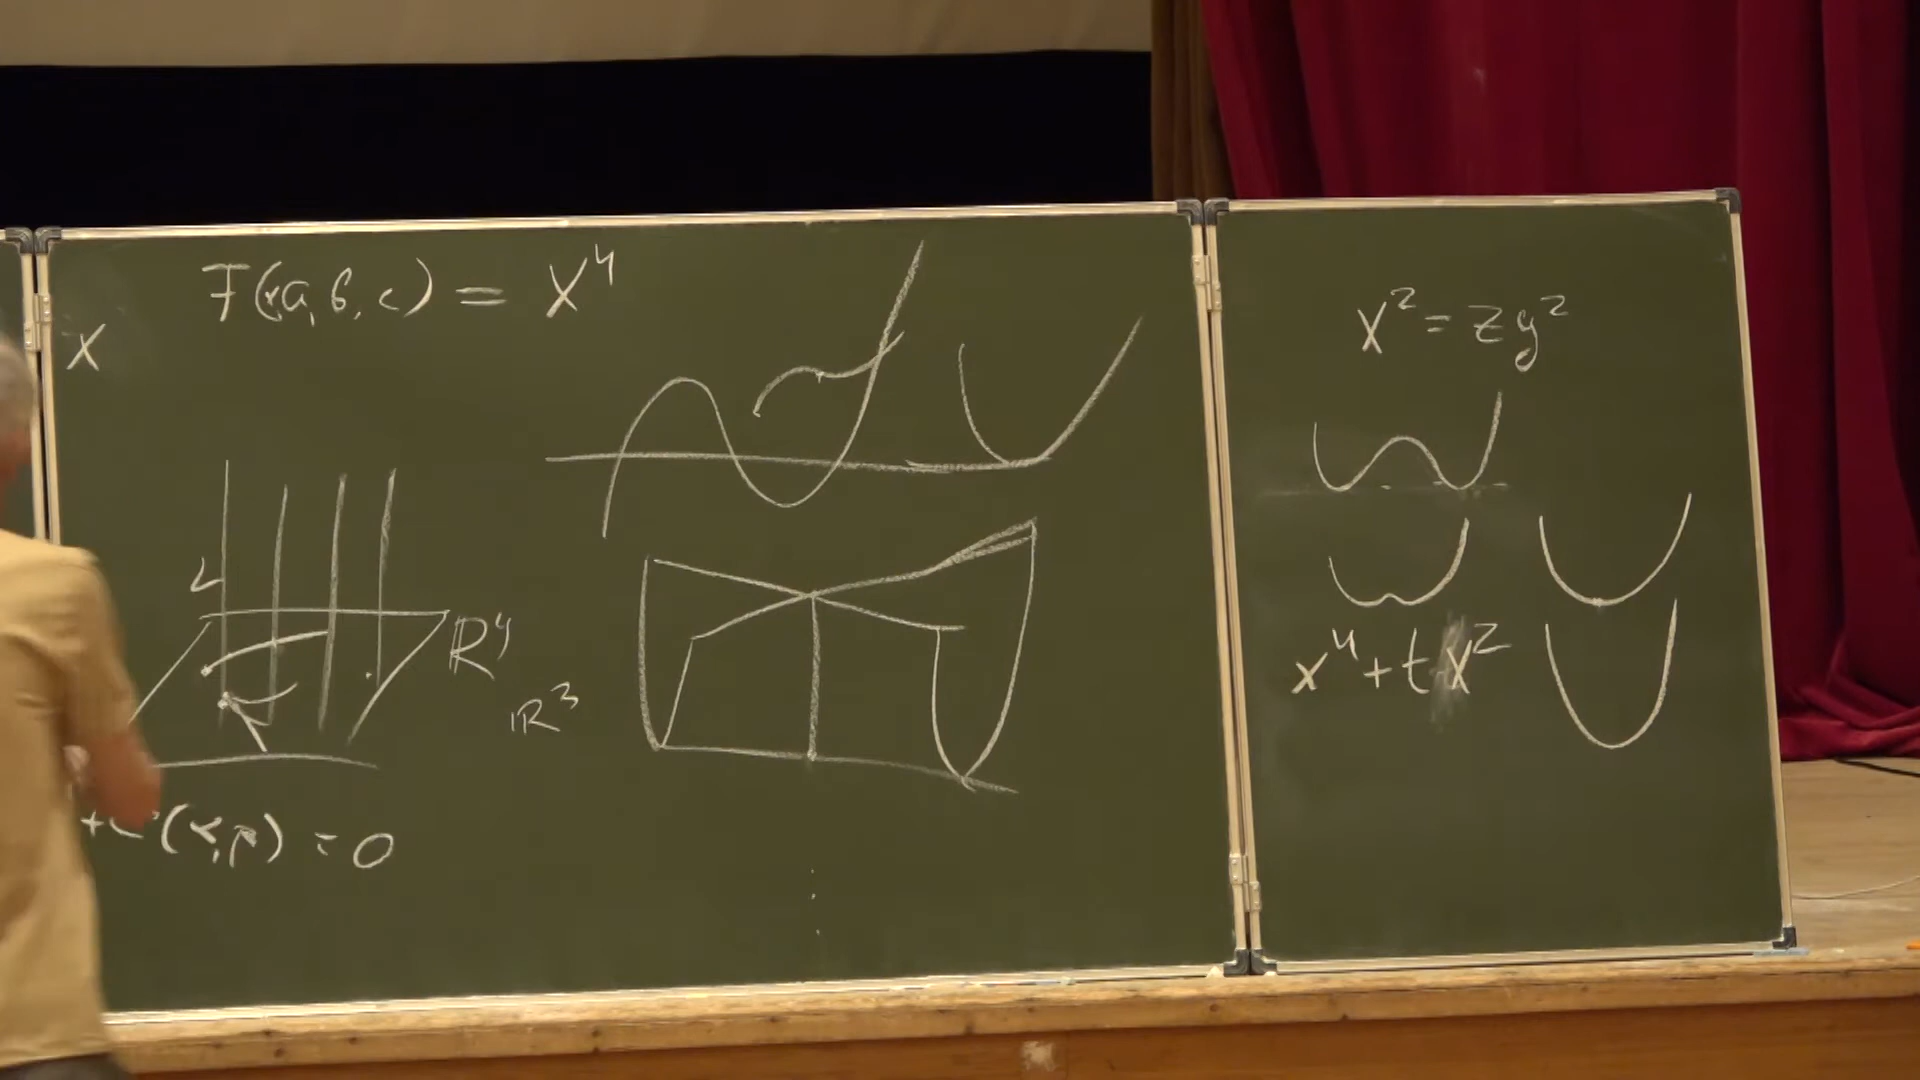 F(x,a,b,c) = x⁴
x
L
R⁴
R³
(x,p) = 0
x² = zy²
x⁴ + tx²